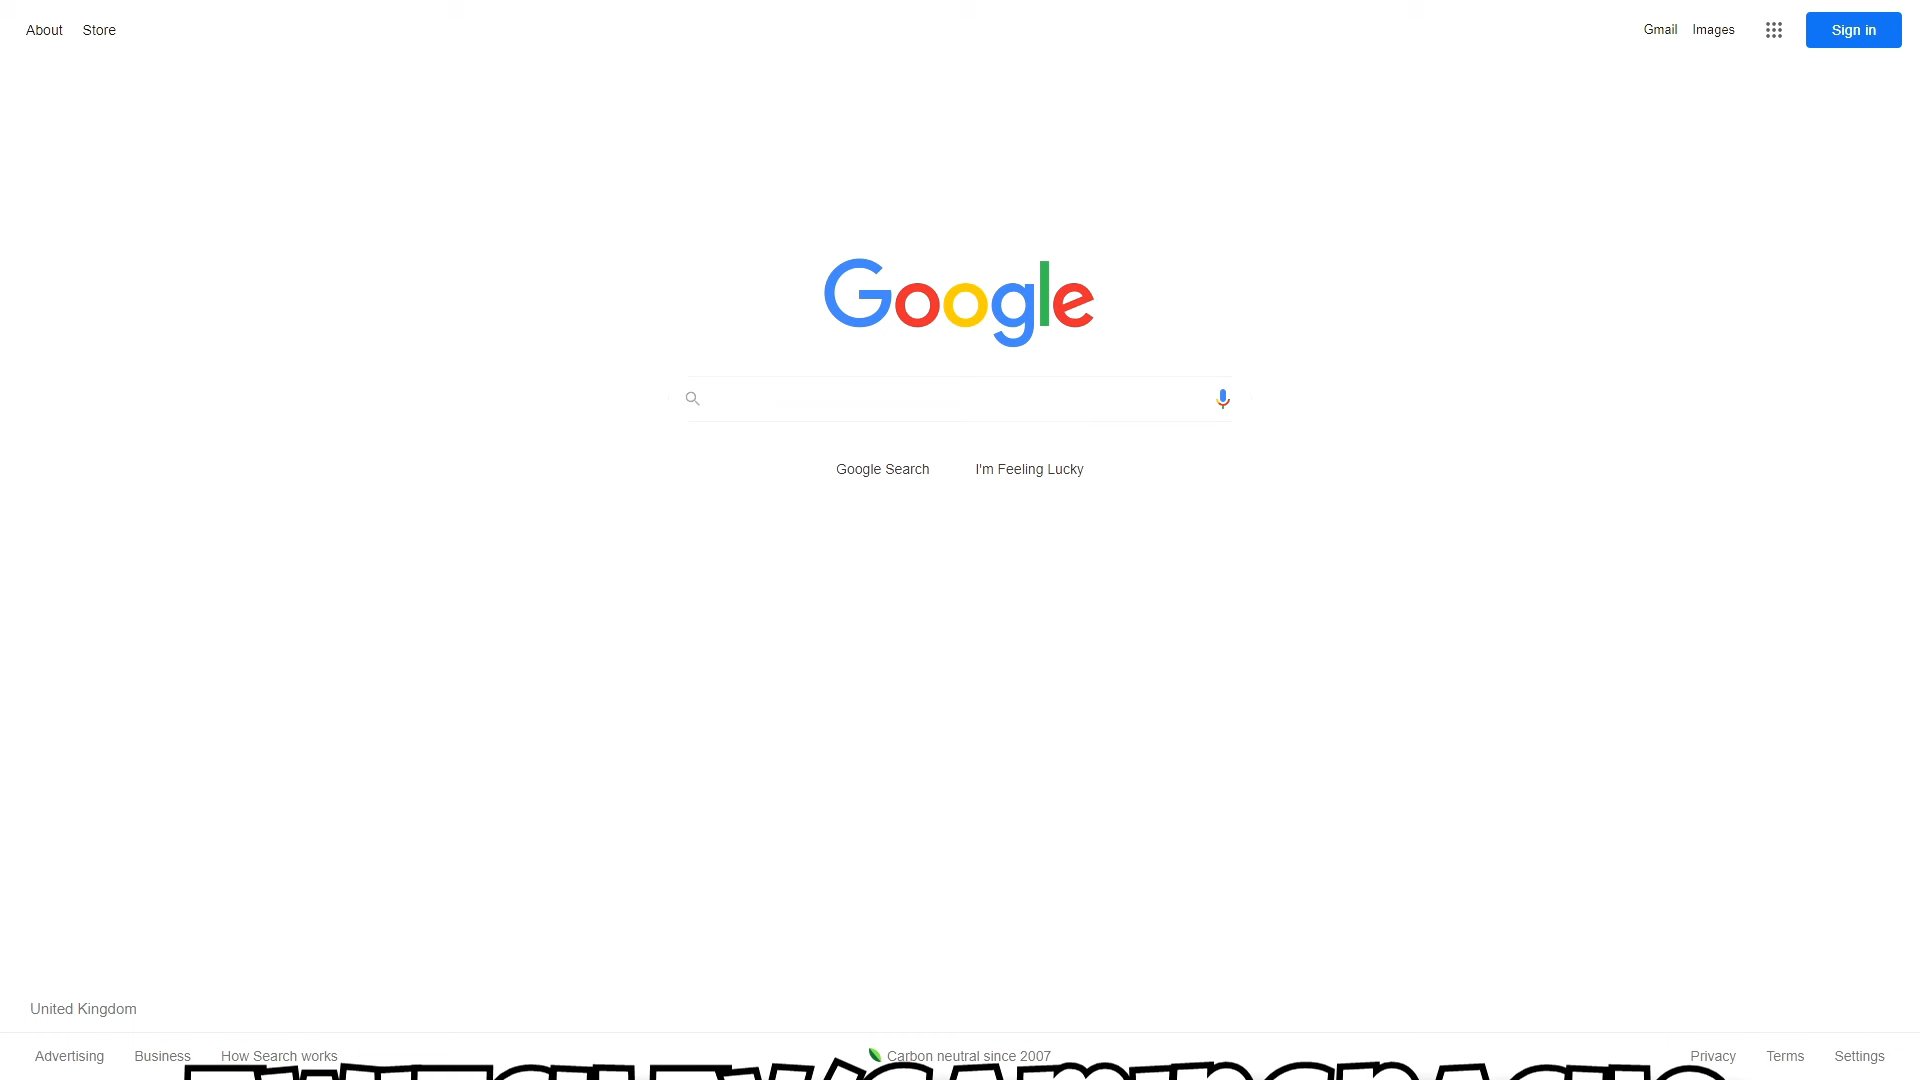 About Store Gmail Images Sign in
Google
Google Search I'm Feeling Lucky
United Kingdom
Advertising Business How Search works Carbon neutral since 2007 Privacy Terms Settings